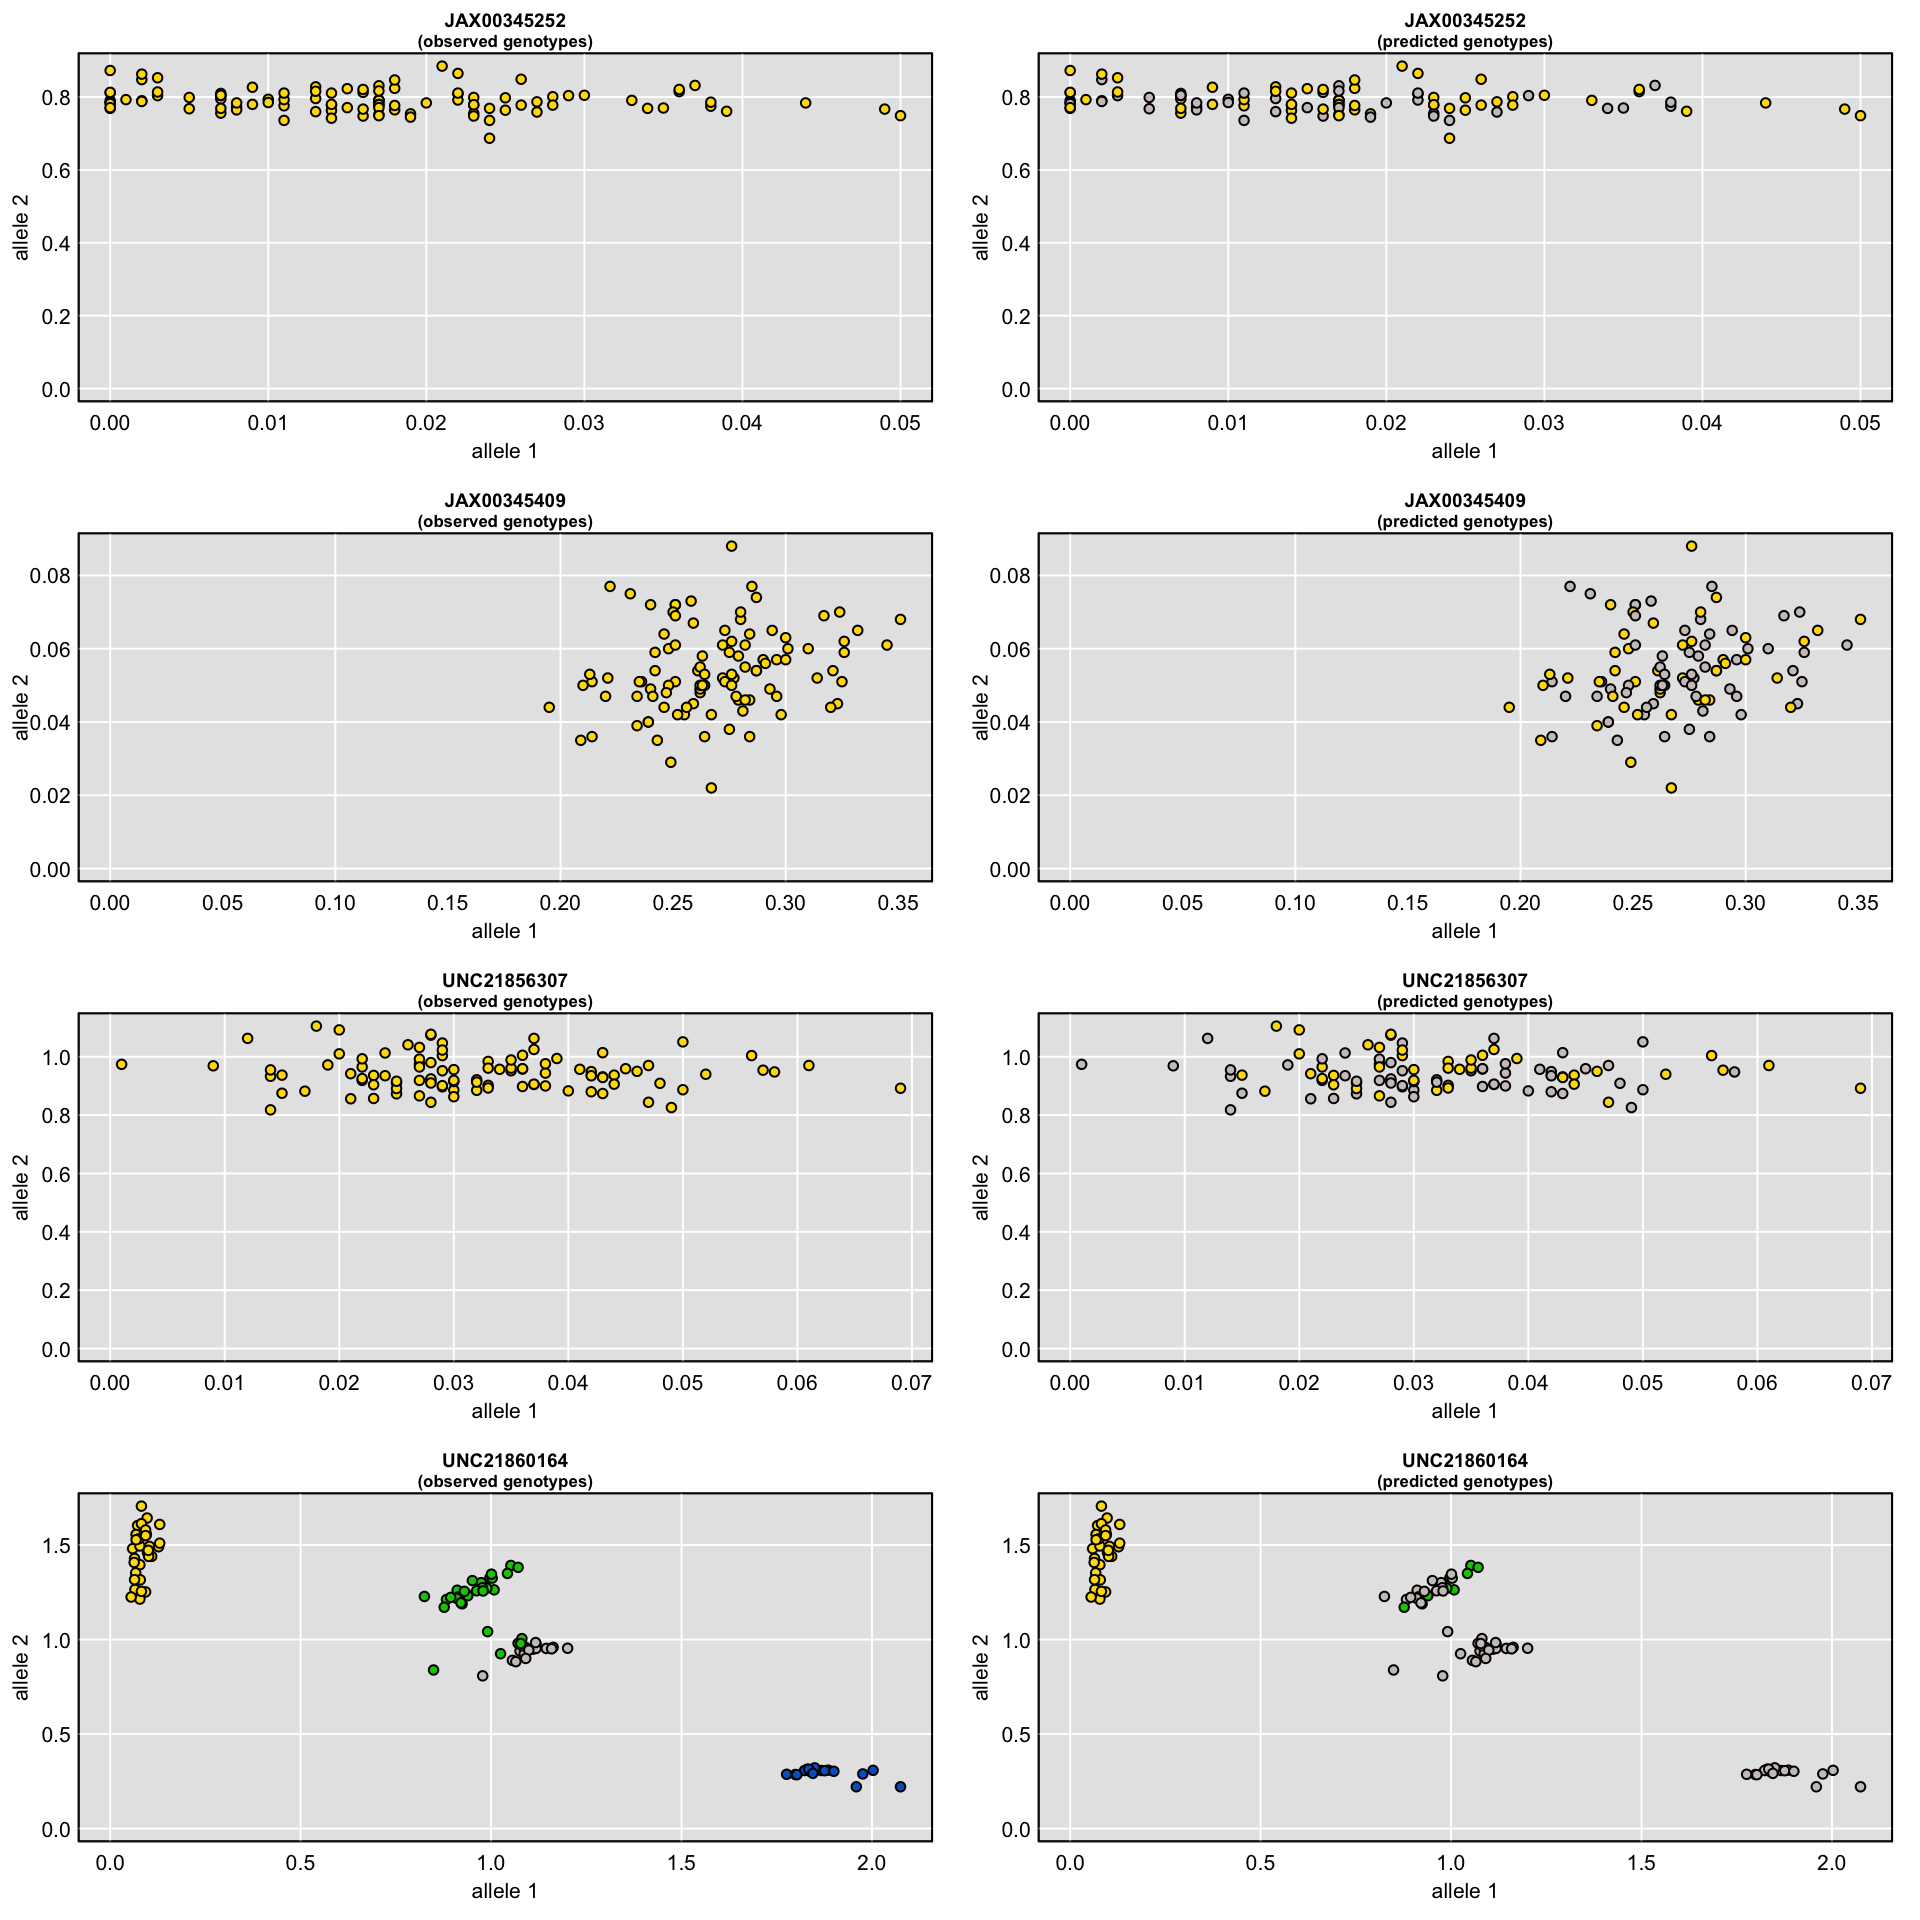 JAX00345252
(observed genotypes)
allele 2
0.8
0.6
0.4
0.2
0.0
0.00 0.01 0.02 0.03 0.04 0.05
allele 1
JAX00345252
(predicted genotypes)
allele 2
0.8
0.6
0.4
0.2
0.0
0.00 0.01 0.02 0.03 0.04 0.05
allele 1
JAX00345409
(observed genotypes)
allele 2
0.08
0.06
0.04
0.02
0.00
0.00 0.05 0.10 0.15 0.20 0.25 0.30 0.35
allele 1
JAX00345409
(predicted genotypes)
allele 2
0.08
0.06
0.04
0.02
0.00
0.00 0.05 0.10 0.15 0.20 0.25 0.30 0.35
allele 1
UNC21856307
(observed genotypes)
allele 2
1.0
0.8
0.6
0.4
0.2
0.0
0.00 0.01 0.02 0.03 0.04 0.05 0.06 0.07
allele 1
UNC21856307
(predicted genotypes)
allele 2
1.0
0.8
0.6
0.4
0.2
0.0
0.00 0.01 0.02 0.03 0.04 0.05 0.06 0.07
allele 1
UNC21860164
(observed genotypes)
allele 2
1.5
1.0
0.5
0.0
0.0 0.5 1.0 1.5 2.0
allele 1
UNC21860164
(predicted genotypes)
allele 2
1.5
1.0
0.5
0.0
0.0 0.5 1.0 1.5 2.0
allele 1